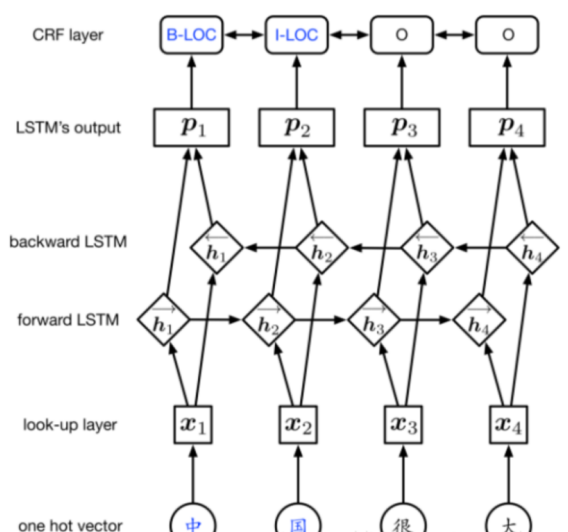 CRF layer B-LOC I-LOC O O
LSTM's output p₁ p₂ p₃ p₄
backward LSTM h₁ h₂ h₃ h₄
forward LSTM h₁ h₂ h₃ h₄
look-up layer x₁ x₂ x₃ x₄
one hot vector 中 国 很 大